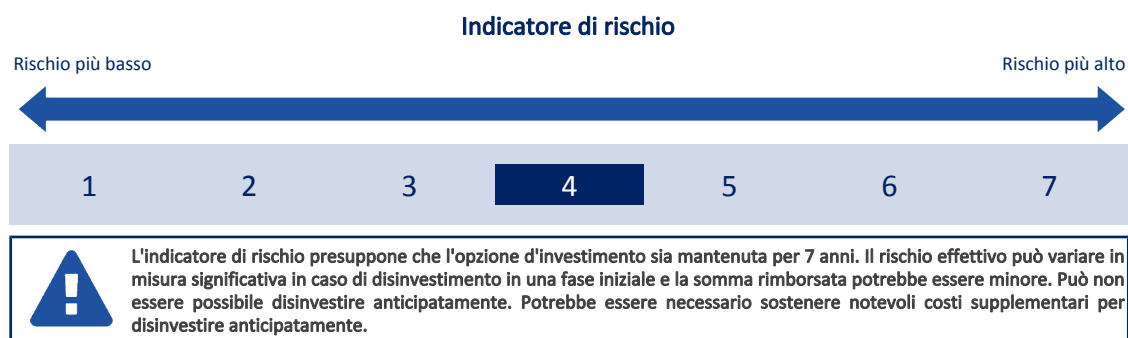 Indicatore di rischio
Rischio più basso
Rischio più alto
1 2 3 4 5 6 7
L'indicatore di rischio presuppone che l'opzione d'investimento sia mantenuta per 7 anni. Il rischio effettivo può variare in
misura significativa in caso di disinvestimento in una fase iniziale e la somma rimborsata potrebbe essere minore. Può non
essere possibile disinvestire anticipatamente. Potrebbe essere necessario sostenere notevoli costi supplementari per
disinvestire anticipatamente.